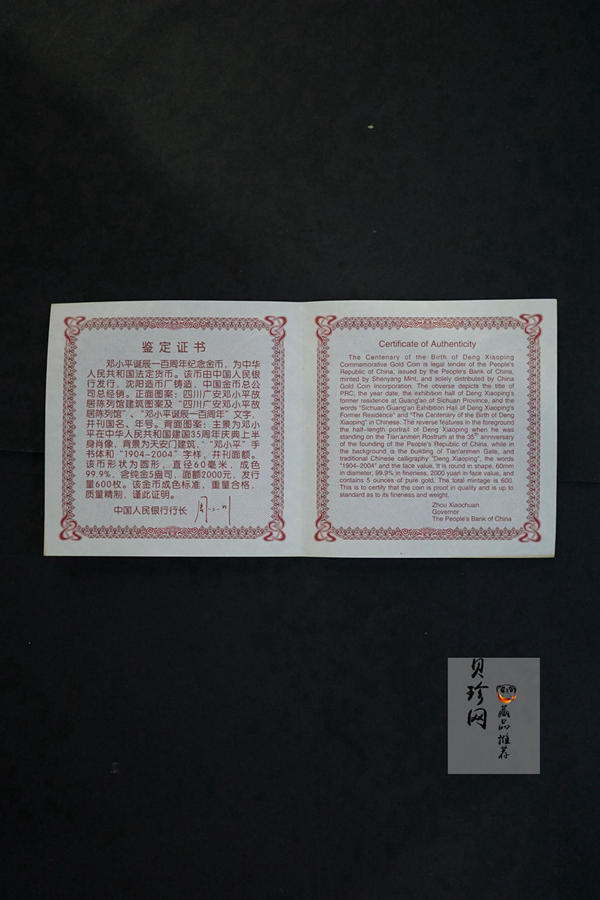 鉴定证书
邓小平诞辰一百周年纪念金币，为中华
人民共和国法定货币。该币由中国人民银
行发行，沈阳造币厂铸造，中国金币总公
司总经销。正面图案：四川广安邓小平故
居陈列馆建筑图案及“四川广安邓小平故
居陈列馆”、“邓小平诞辰一百周年”文字，
并刊国名、年号。背面图案：主景为邓小
平在中华人民共和国建国35周年庆典上半
身肖像，背景为天安门建筑，“邓小平”手
书体和“1904-2004”字样，并刊面额。
该币形状为圆形，直径60毫米，成色
99.9%，含纯金5盎司，面额2000元，发行
量600枚。该金币成色标准，重量合格，
质量精制，谨此证明。
中国人民银行行长
Certificate of Authenticity
The Centenary of the Birth of Deng Xiaoping
Commemorative Gold Coin is legal tender of the People's
Republic of China, issued by the People's Bank of China,
minted by Shenyang Mint, and solely distributed by China
Gold Coin Incorporation. The obverse depicts the title of
PRC, the year date, the exhibition hall of Deng Xiaoping's
former residence at Guang'an of Sichuan Province, and the
words "Sichuan Guang'an Exhibition Hall of Deng Xiaoping's
Former Residence" and "The Centenary of the Birth of Deng
Xiaoping" in Chinese. The reverse features in the foreground
the half-length portrait of Deng Xiaoping when he was
standing on the Tian'anmen Rostrum at the 35th anniversary
of the founding of the People's Republic of China, while in
the background is the building of Tian'anmen Gate, and
traditional Chinese calligraphy "Deng Xiaoping", the words
"1904-2004" and the face value. It is round in shape, 60mm
in diameter, 99.9% in fineness, 2000 yuan in face value, and
contains 5 ounces of pure gold. The total mintage is 600.
This is to certify that the coin is proof in quality and is up to
standard as to its fineness and weight.
Zhou Xiaochuan
Governor
The People's Bank of China
贝珍网
藏品推荐